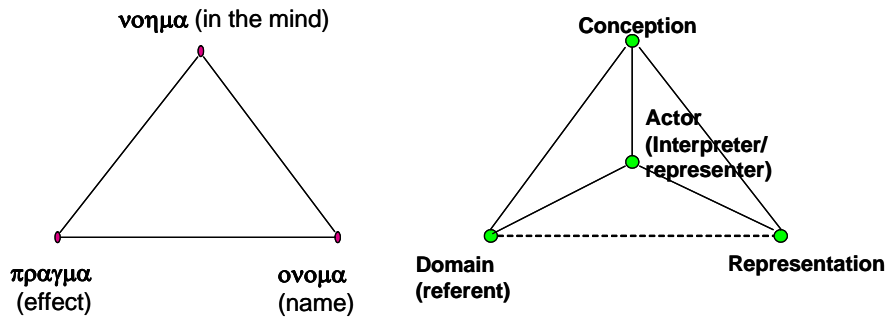 νοημα (in the mind)
πραγμα
(effect)
ονομα
(name)
Conception
Actor
(Interpreter/
representer)
Domain
(referent)
Representation